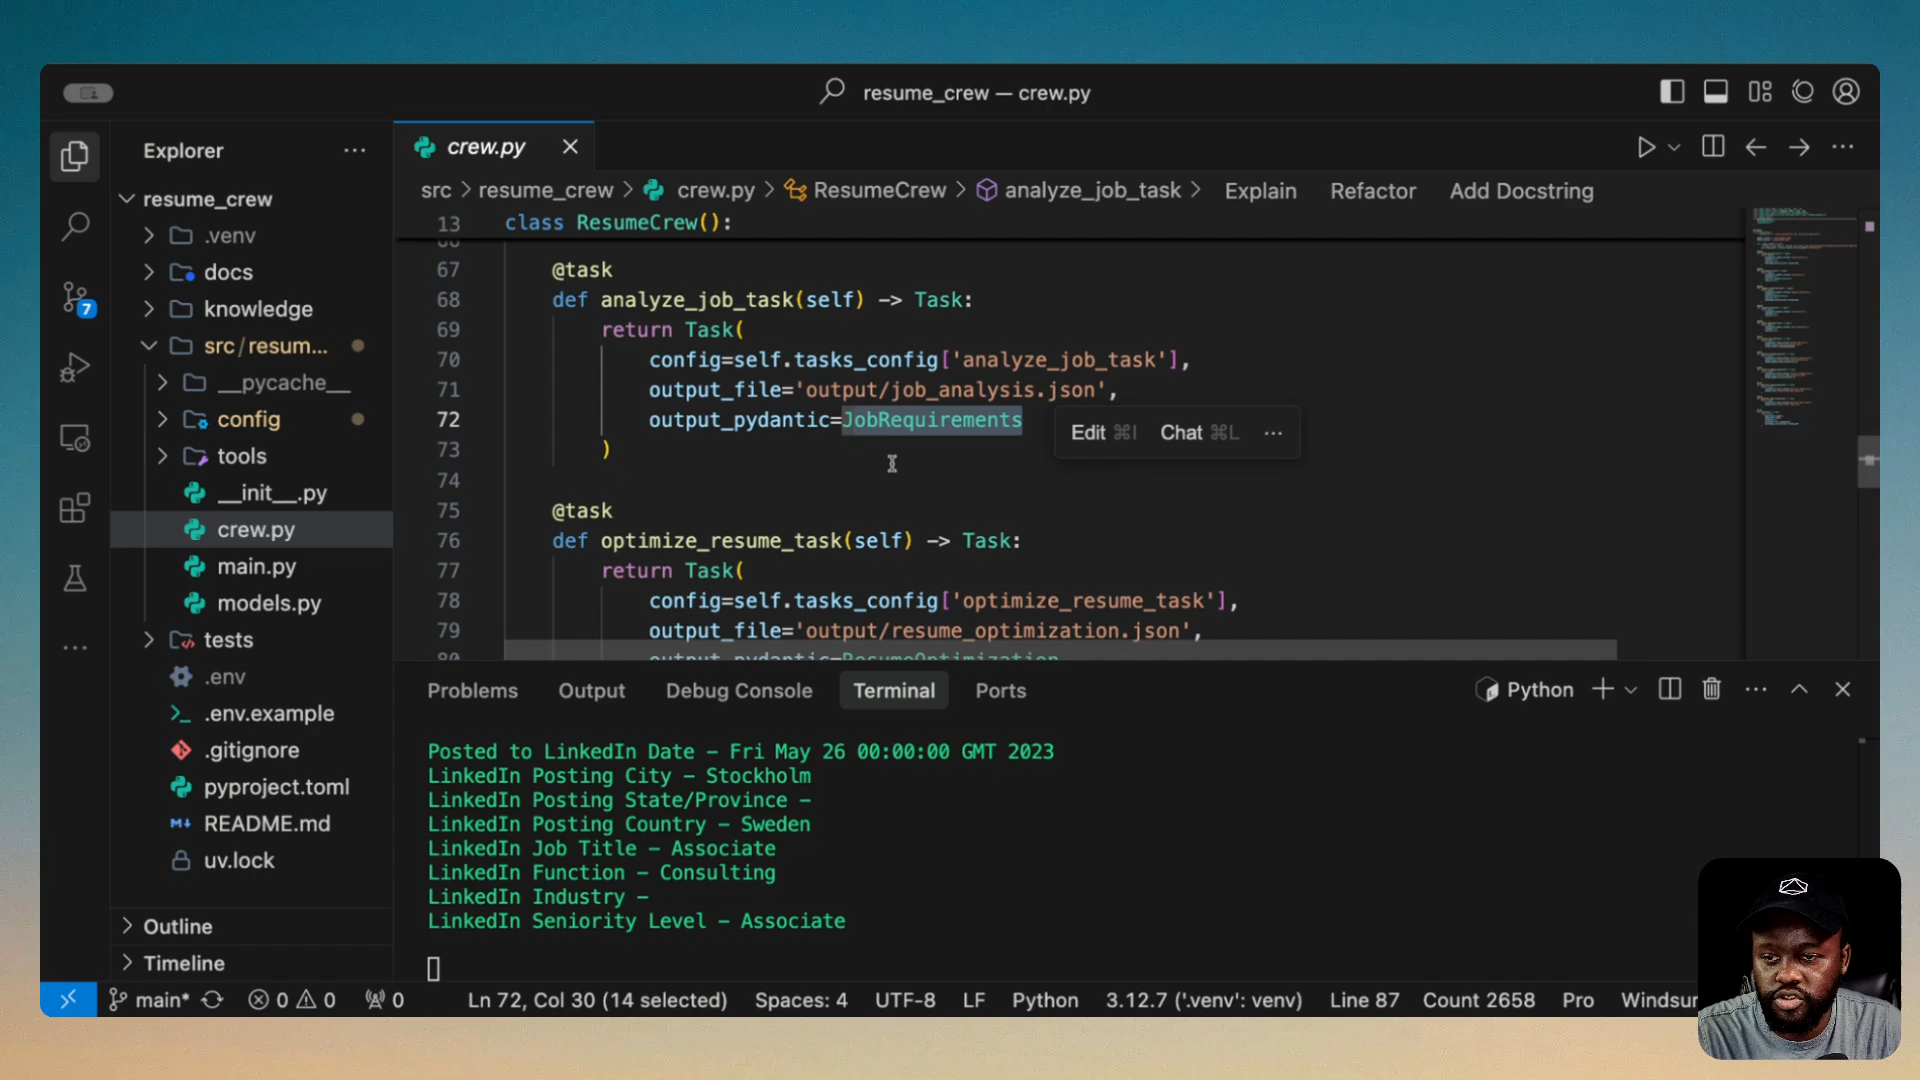 resume_crew — crew.py
Explorer
crew.py
src > resume_crew > crew.py > ResumeCrew > analyze_job_task > Explain Refactor Add Docstring
resume_crew
.venv
docs
knowledge
src/resum...
__pycache__
config
tools
__init__.py
crew.py
main.py
models.py
tests
.env
.env.example
.gitignore
pyproject.toml
README.md
uv.lock
Outline
Timeline
7
13 class ResumeCrew():
67 @task
68 def analyze_job_task(self) -> Task:
69 return Task(
70 config=self.tasks_config['analyze_job_task'],
71 output_file='output/job_analysis.json',
72 output_pydantic=JobRequirements
Edit ⌘I Chat ⌘L ...
73 )
74
75 @task
76 def optimize_resume_task(self) -> Task:
77 return Task(
78 config=self.tasks_config['optimize_resume_task'],
79 output_file='output/resume_optimization.json',
80 output_pydantic=ResumeOptimization
Problems Output Debug Console Terminal Ports
Python
Posted to LinkedIn Date – Fri May 26 00:00:00 GMT 2023
LinkedIn Posting City – Stockholm
LinkedIn Posting State/Province –
LinkedIn Posting Country – Sweden
LinkedIn Job Title – Associate
LinkedIn Function – Consulting
LinkedIn Industry –
LinkedIn Seniority Level – Associate
main* 0 0 0 Ln 72, Col 30 (14 selected) Spaces: 4 UTF-8 LF Python 3.12.7 ('.venv': venv) Line 87 Count 2658 Pro